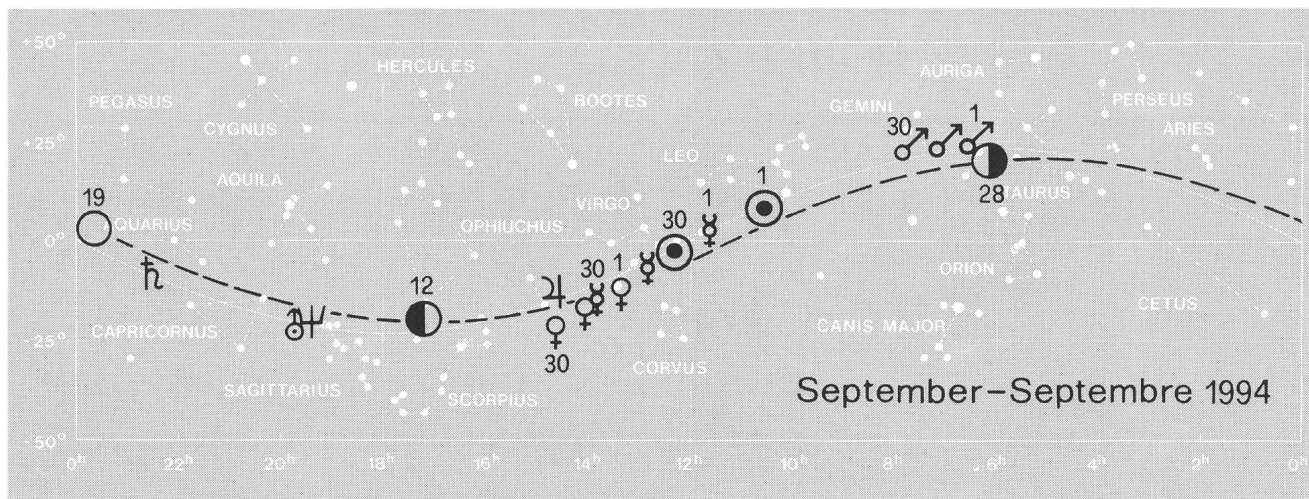 +50°
HERCULES
AURIGA
PEGASUS
BOOTES
GEMINI
PERSEUS
CYGNUS
30
1
ARIES
+25°
LEO
AQUILA
1
1
19
VIRGO
28
TAURUS
AQUARIUS
OPHIUCHUS
30
0°
30
1
ORION
12
CETUS
CAPRICORNUS
CANIS MAJOR
-25°
30
CORVUS
SAGITTARIUS
SCORPIUS
September–Septembre 1994
-50°
0h 22h 20h 18h 16h 14h 12h 10h 8h 6h 4h 2h 0h